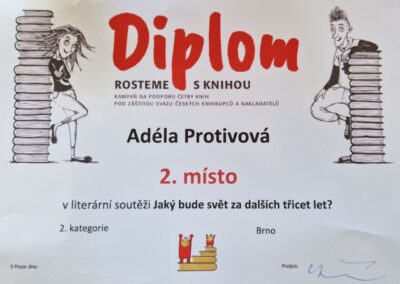 Diplom
ROSTEME S KNIHOU
KAMPAŇ NA PODPORU ČETBY KNIH
POD ZÁŠTITOU SVAZU ČESKÝCH KNIHKUPCŮ A NAKLADATELŮ
Adéla Protivová
2. místo
v literární soutěži Jaký bude svět za dalších třicet let?
2. kategorie Brno
V Praze dne: Podpis: